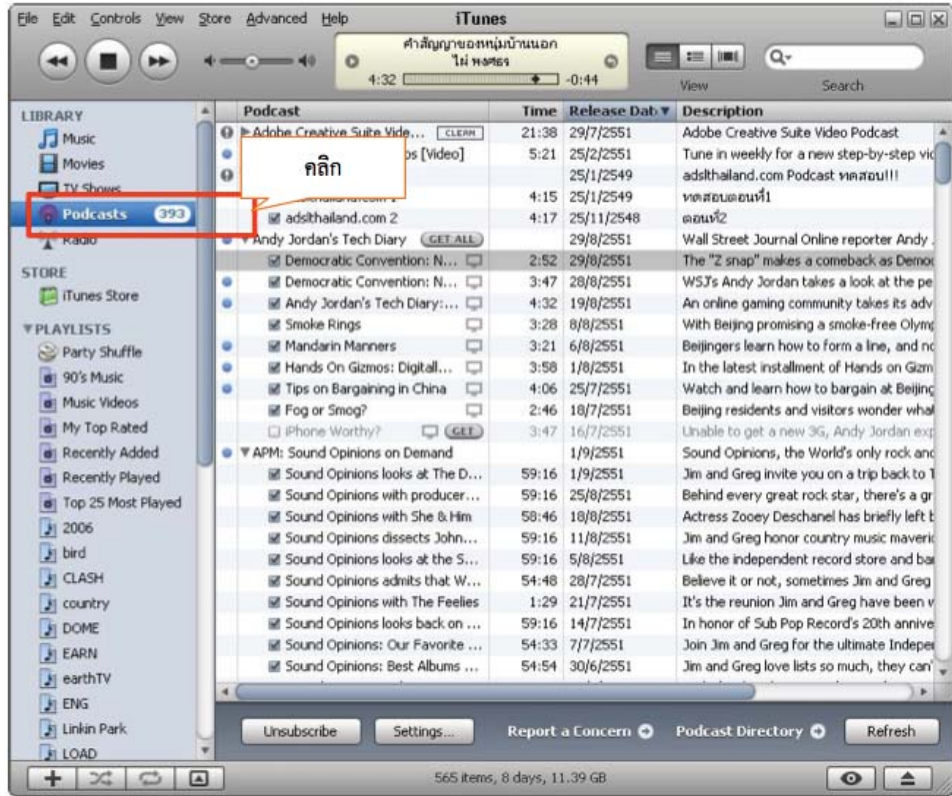 File Edit Controls View Store Advanced Help iTunes
คำสัญญาของหนุ่มบ้านนอก
ไผ่ พงศธร
4:32 -0:44
View Search
LIBRARY
Music
Movies
TV Shows
Podcasts 393
Radio
STORE
iTunes Store
PLAYLISTS
Party Shuffle
90's Music
Music Videos
My Top Rated
Recently Added
Recently Played
Top 25 Most Played
2006
bird
CLASH
country
DOME
EARN
earthTV
ENG
Linkin Park
LOAD
คลิก
Podcast Time Release Dat Description
Adobe Creative Suite Vide... CLEAN 21:38 29/7/2551 Adobe Creative Suite Video Podcast
os [Video] 5:21 25/2/2551 Tune in weekly for a new step-by-step vid
25/1/2549 adslthailand.com Podcast ทดสอบ!!!
4:15 25/1/2549 ทดสอบตอนที่1
adslthailand.com 2 4:17 25/11/2548 ตอนที่2
Andy Jordan's Tech Diary GET ALL 29/8/2551 Wall Street Journal Online reporter Andy
Democratic Convention: N... 2:52 29/8/2551 The "Z snap" makes a comeback as Democ
Democratic Convention: N... 3:47 28/8/2551 WSJ's Andy Jordan takes a look at the pe
Andy Jordan's Tech Diary:... 4:32 19/8/2551 An online gaming community takes its adv
Smoke Rings 3:28 8/8/2551 With Beijing promising a smoke-free Olymp
Mandarin Manners 3:21 6/8/2551 Beijingers learn how to form a line, and no
Hands On Gizmos: Digitall... 3:58 1/8/2551 In the latest installment of Hands on Gizm
Tips on Bargaining in China 4:06 25/7/2551 Watch and learn how to bargain at Beijing
Fog or Smog? 2:46 18/7/2551 Beijing residents and visitors wonder what
iPhone Worthy? GET 3:47 16/7/2551 Unable to get a new 3G, Andy Jordan exp
APM: Sound Opinions on Demand 1/9/2551 Sound Opinions, the World's only rock and
Sound Opinions looks at The D... 59:16 1/9/2551 Jim and Greg invite you on a trip back to 1
Sound Opinions with producer... 59:16 25/8/2551 Behind every great rock star, there's a gr
Sound Opinions with She & Him 58:46 18/8/2551 Actress Zooey Deschanel has briefly left b
Sound Opinions dissects John... 59:16 11/8/2551 Jim and Greg honor country music maveric
Sound Opinions looks at the S... 59:16 5/8/2551 Like the independent record store and bar
Sound Opinions admits that W... 54:48 28/7/2551 Believe it or not, sometimes Jim and Greg
Sound Opinions with The Feelies 1:29 21/7/2551 It's the reunion Jim and Greg have been w
Sound Opinions looks back on ... 59:16 14/7/2551 In honor of Sub Pop Record's 20th annive
Sound Opinions: Our Favorite ... 54:33 7/7/2551 Join Jim and Greg for the ultimate Indepen
Sound Opinions: Best Albums ... 54:54 30/6/2551 Jim and Greg love lists so much, they can'
Unsubscribe Settings... Report a Concern Podcast Directory Refresh
565 items, 8 days, 11.39 GB